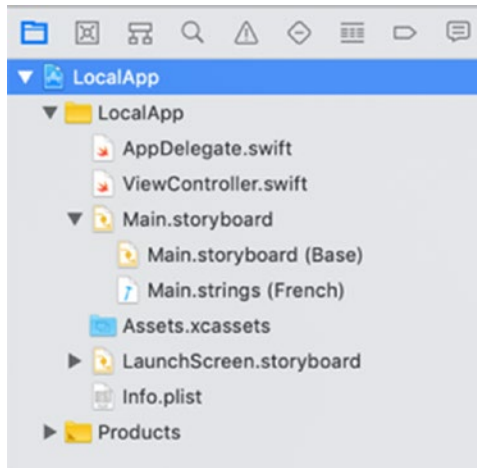 LocalApp
LocalApp
AppDelegate.swift
ViewController.swift
Main.storyboard
Main.storyboard (Base)
Main.strings (French)
Assets.xcassets
LaunchScreen.storyboard
Info.plist
Products